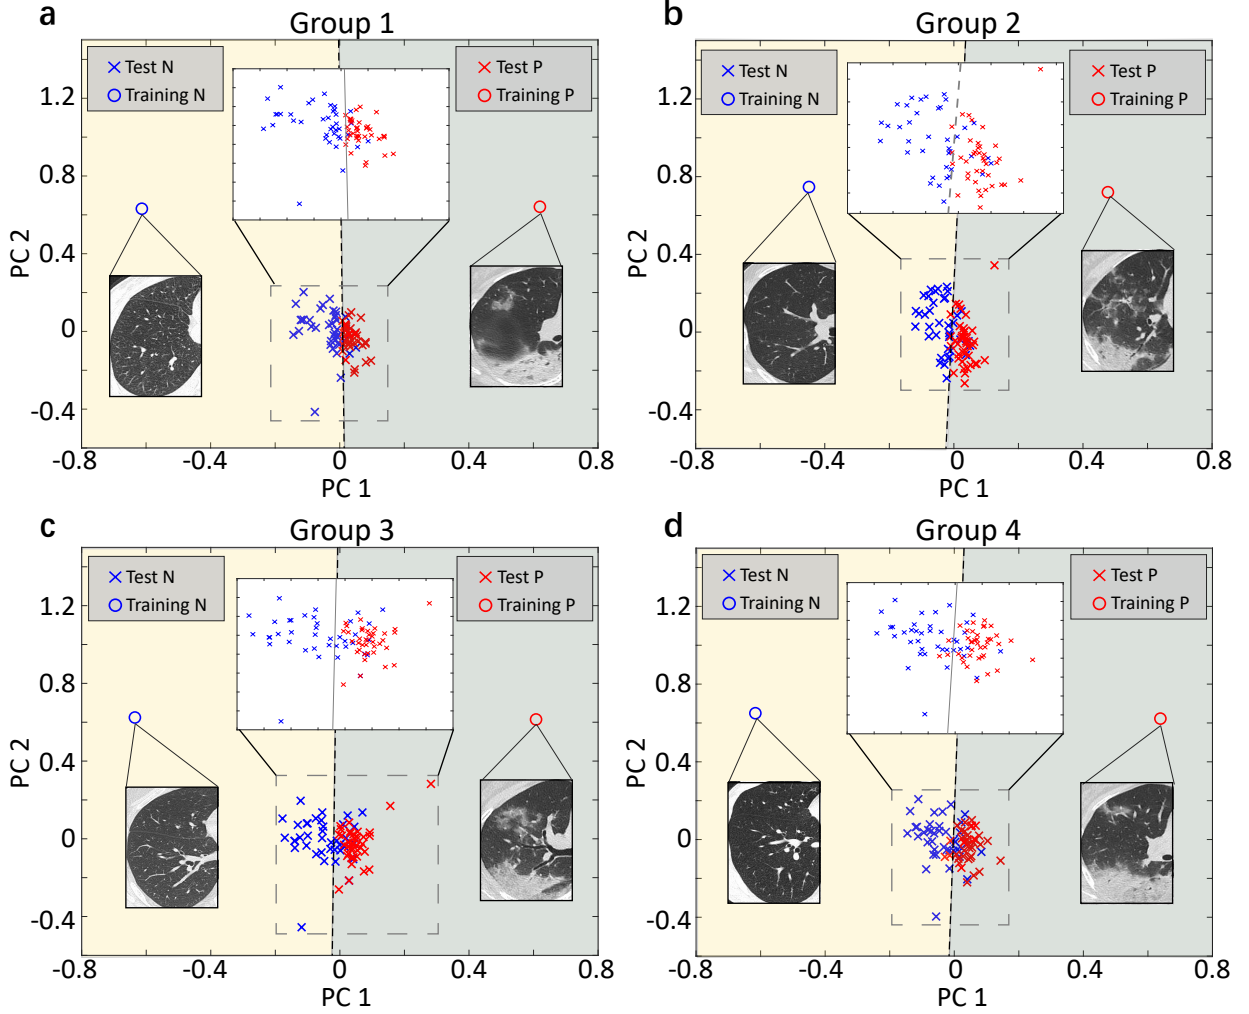 a
Group 1
Test N
Training N
Test P
Training P
1.2
0.8
0.4
0
-0.4
PC 2
-0.8
-0.4
0
0.4
0.8
PC 1
b
Group 2
Test N
Training N
Test P
Training P
1.2
0.8
0.4
0
-0.4
PC 2
-0.8
-0.4
0
0.4
0.8
PC 1
c
Group 3
Test N
Training N
Test P
Training P
1.2
0.8
0.4
0
-0.4
PC 2
-0.8
-0.4
0
0.4
0.8
PC 1
d
Group 4
Test N
Training N
Test P
Training P
1.2
0.8
0.4
0
-0.4
PC 2
-0.8
-0.4
0
0.4
0.8
PC 1